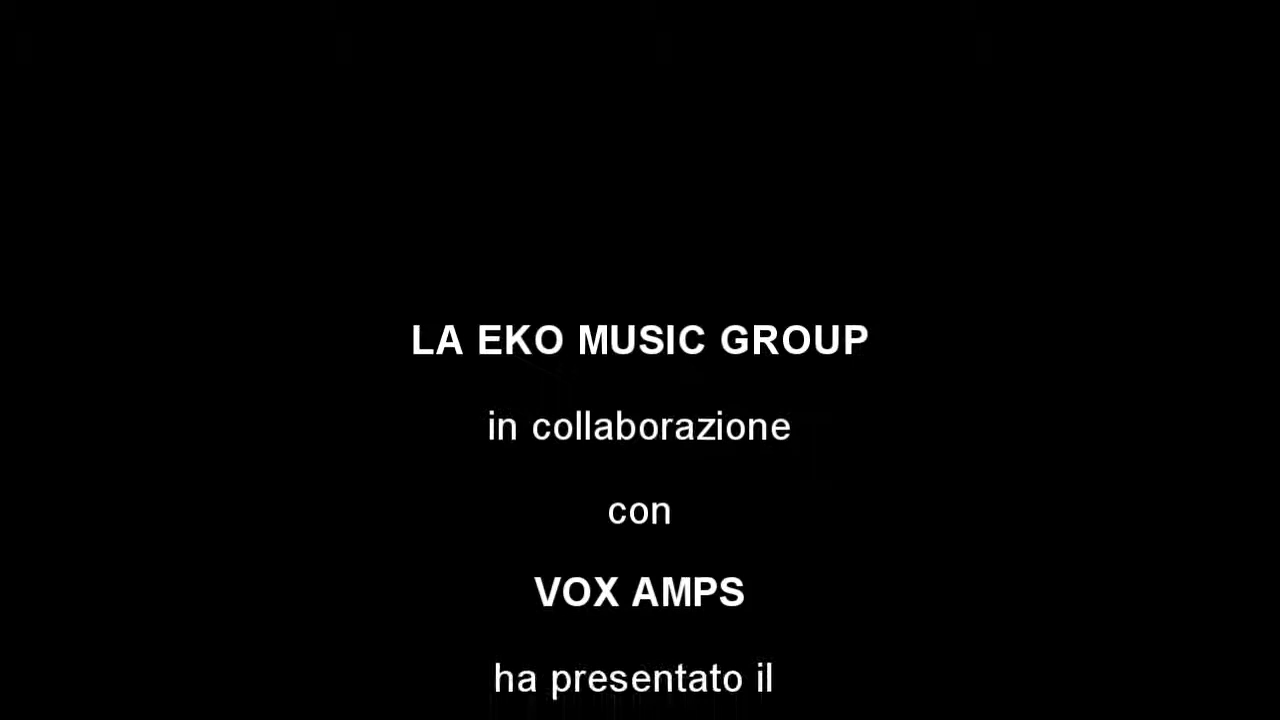 LA EKO MUSIC GROUP
in collaborazione
con
VOX AMPS
ha presentato il